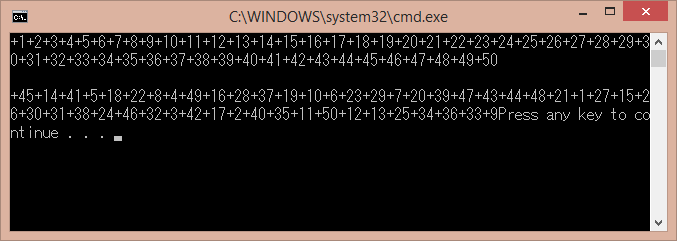 C:\WINDOWS\system32\cmd.exe
+1+2+3+4+5+6+7+8+9+10+11+12+13+14+15+16+17+18+19+20+21+22+23+24+25+26+27+28+29+3
0+31+32+33+34+35+36+37+38+39+40+41+42+43+44+45+46+47+48+49+50
+45+14+41+5+18+22+8+4+49+16+28+37+19+10+6+23+29+7+20+39+47+43+44+48+21+1+27+15+2
6+30+31+38+24+46+32+3+42+17+2+40+35+11+50+12+13+25+34+36+33+9Press any key to co
ntinue . . .